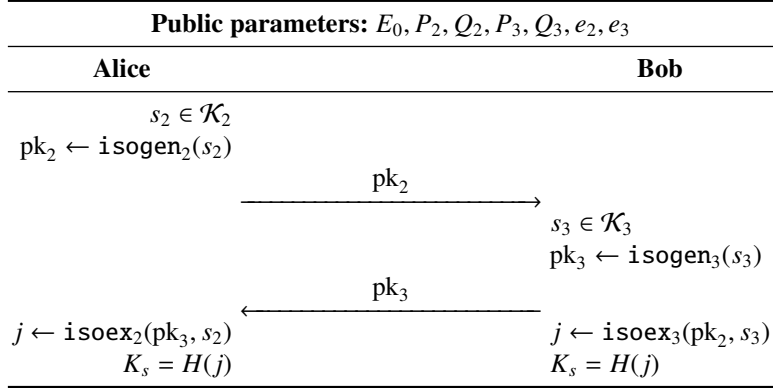 Public parameters: E₀, P₂, Q₂, P₃, Q₃, e₂, e₃
Alice Bob
s₂ ∈ 𝒦₂
pk₂ ← isogen₂(s₂)
pk₂
s₃ ∈ 𝒦₃
pk₃ ← isogen₃(s₃)
pk₃
j ← isoex₂(pk₃, s₂) j ← isoex₃(pk₂, s₃)
Kₛ = H(j) Kₛ = H(j)